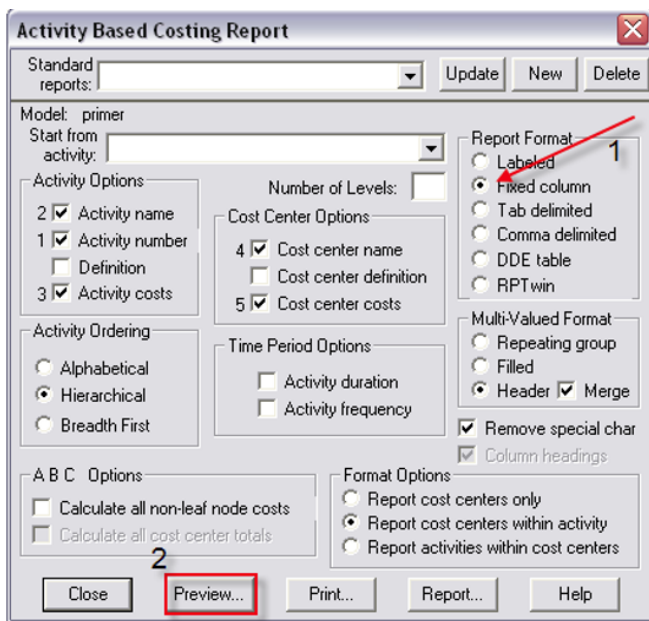 Activity Based Costing Report
Standard reports:
Update New Delete
Model: primer
Start from activity:
Number of Levels:
Activity Options
2 Activity name
1 Activity number
Definition
3 Activity costs
Cost Center Options
4 Cost center name
Cost center definition
5 Cost center costs
Report Format
1
Labeled
Fixed column
Tab delimited
Comma delimited
DDE table
RPTwin
Activity Ordering
Alphabetical
Hierarchical
Breadth First
Time Period Options
Activity duration
Activity frequency
Multi-Valued Format
Repeating group
Filled
Header Merge
Remove special char
Column headings
A B C Options
Calculate all non-leaf node costs
Calculate all cost center totals
Format Options
Report cost centers only
Report cost centers within activity
Report activities within cost centers
2
Close Preview... Print... Report... Help